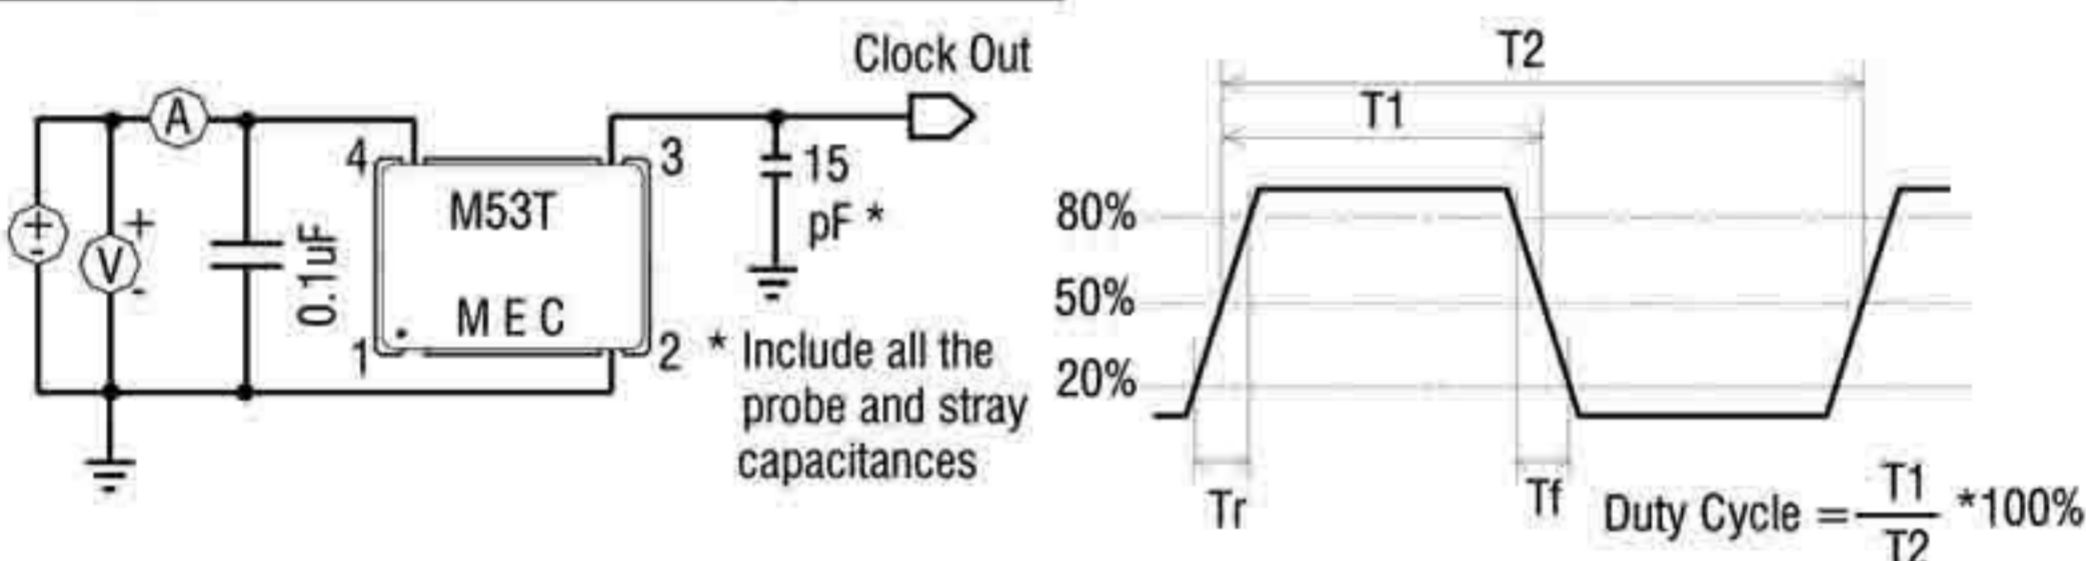 Clock Out
A
4
3
15
pF *
+
-
V
+
-
0.1uF
M53T
M E C
1
2
* Include all the
probe and stray
capacitances
T2
T1
80%
50%
20%
Tr
Tf
Duty Cycle = T1
T2
*100%